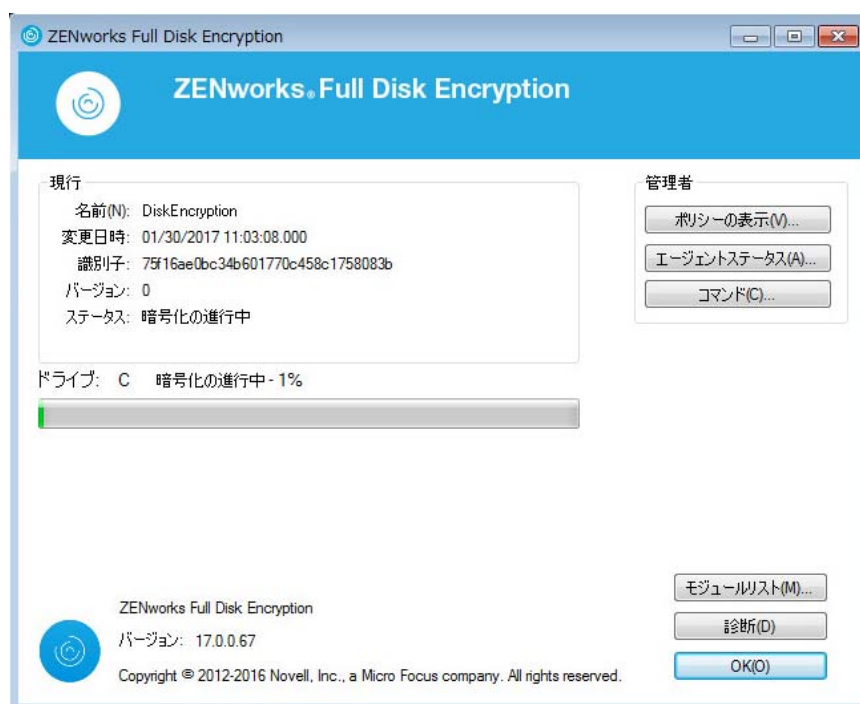 ZENworks Full Disk Encryption
ZENworks® Full Disk Encryption
現行
名前(N): DiskEncryption
変更日時: 01/30/2017 11:03:08.000
識別子: 75f16ae0bc34b601770c458c1758083b
バージョン: 0
ステータス: 暗号化の進行中
管理者
ポリシーの表示(V)...
エージェントステータス(A)...
コマンド(C)...
ドライブ: C 暗号化の進行中 - 1%
モジュールリスト(M)...
診断(D)
OK(O)
ZENworks Full Disk Encryption
バージョン: 17.0.0.67
Copyright © 2012-2016 Novell, Inc., a Micro Focus company. All rights reserved.